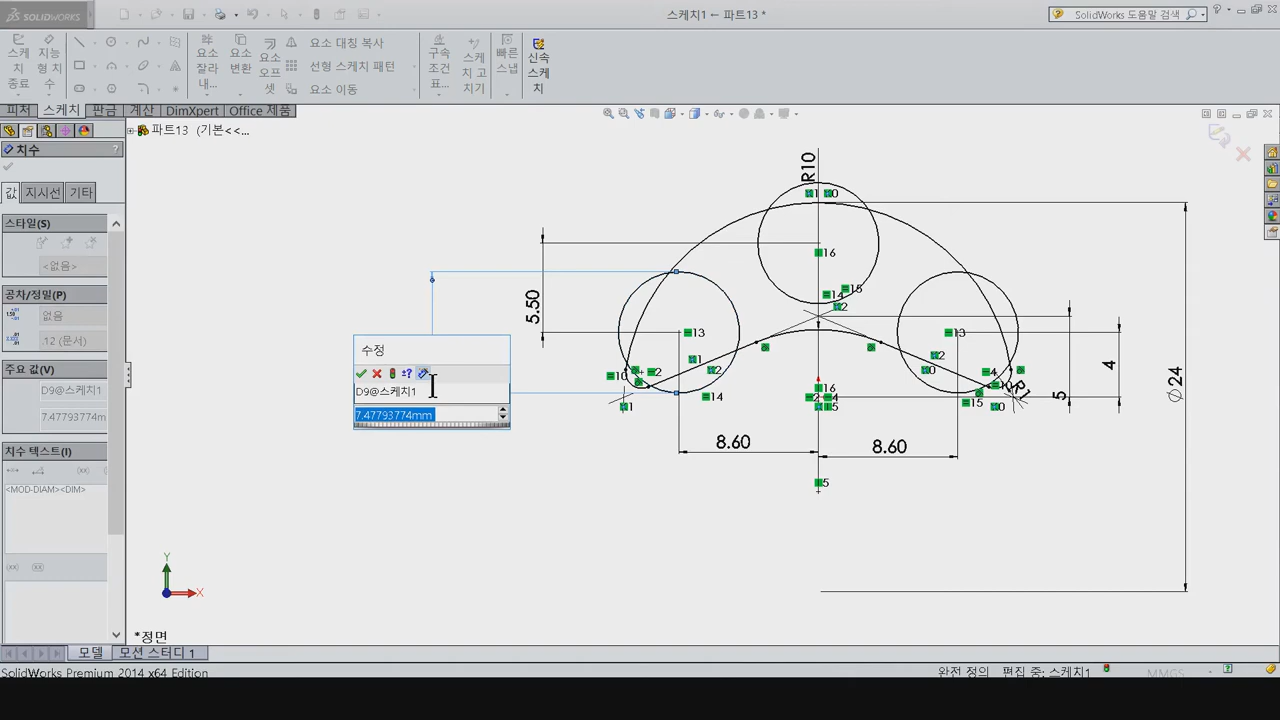 SOLIDWORKS
스케치1 ← 파트13 *
SolidWorks 도움말 검색
스케치 종료
지능형 치수
요소 잘라내...
요소 변환
요소 오프셋
요소 대칭 복사
선형 스케치 패턴
요소 이동
구속조건 표...
스케치 고치기
빠른 스냅
신속 스케치
피처 스케치 판금 계산 DimXpert Office 제품
파트13 (기본<<...
치수
값 지시선 기타
스타일(S)
<없음>
공차/정밀(P)
없음
.12 (문서)
주요 값(V)
D9@스케치1
7.47793774mm
치수 텍스트(I)
<MOD-DIAM><DIM>
수정
D9@스케치1
7.47793774mm
R10
5.50
8.60
8.60
R1
5
4
⌀24
Y
X
*정면
모델 모션 스터디 1
SolidWorks Premium 2014 x64 Edition
완전 정의 편집 중: 스케치1
MMGS